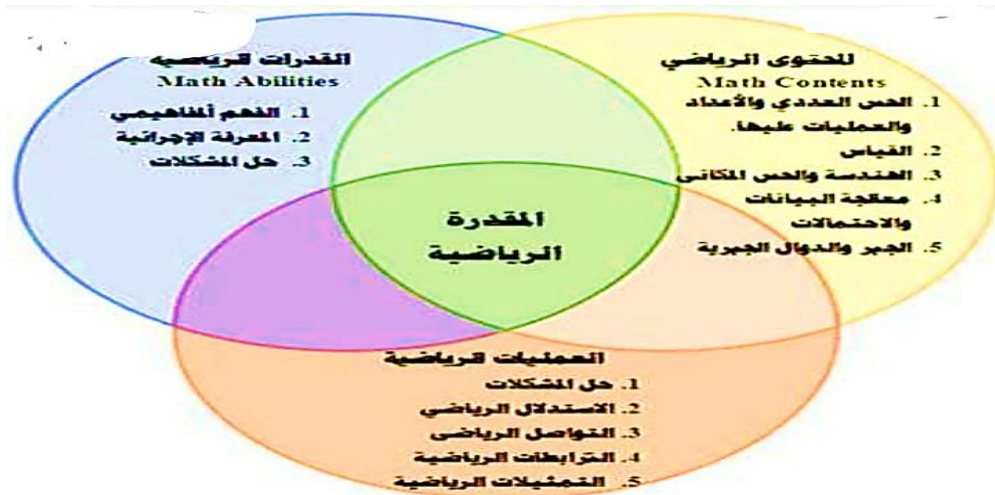 المحتوى الرياضي
Math Contents
1. الحس العددي والأعداد
والعمليات عليها.
2. القياس
3. الهندسة والحس المكاني
4. معالجة البيانات
والاحتمالات
5. الجبر والدوال الجبرية
القدرات الرياضية
Math Abilities
1. الفهم المفاهيمي
2. المعرفة الإجرائية
3. حل المشكلات
المقدرة
الرياضية
العمليات الرياضية
1. حل المشكلات
2. الاستدلال الرياضي
3. التواصل الرياضى
4. الترابطات الرياضية
5. التمثيلات الرياضية